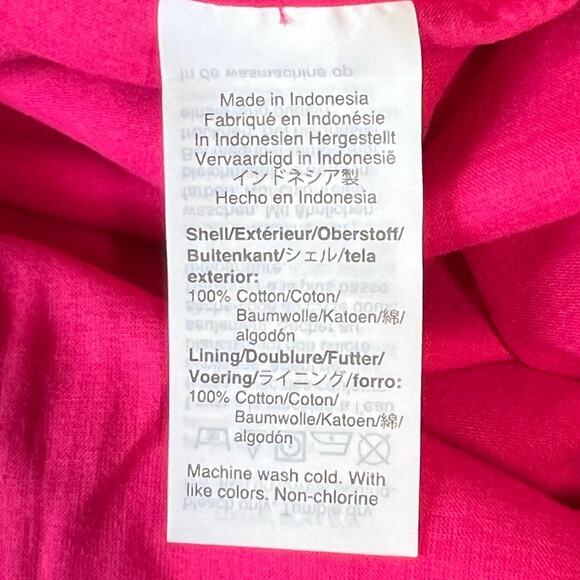 Made in Indonesia
Fabriqué en Indonésie
In Indonesien Hergestellt
Vervaardigd in Indonesië
インドネシア製
Hecho en Indonesia
Shell/Extérieur/Oberstoff/
Buitenkant/シェル/tela
exterior:
100% Cotton/Coton/
Baumwolle/Katoen/綿/
algodón
Lining/Doublure/Futter/
Voering/ライニング/forro:
100% Cotton/Coton/
Baumwolle/Katoen/綿/
algodón
Machine wash cold. With
like colors. Non-chlorine